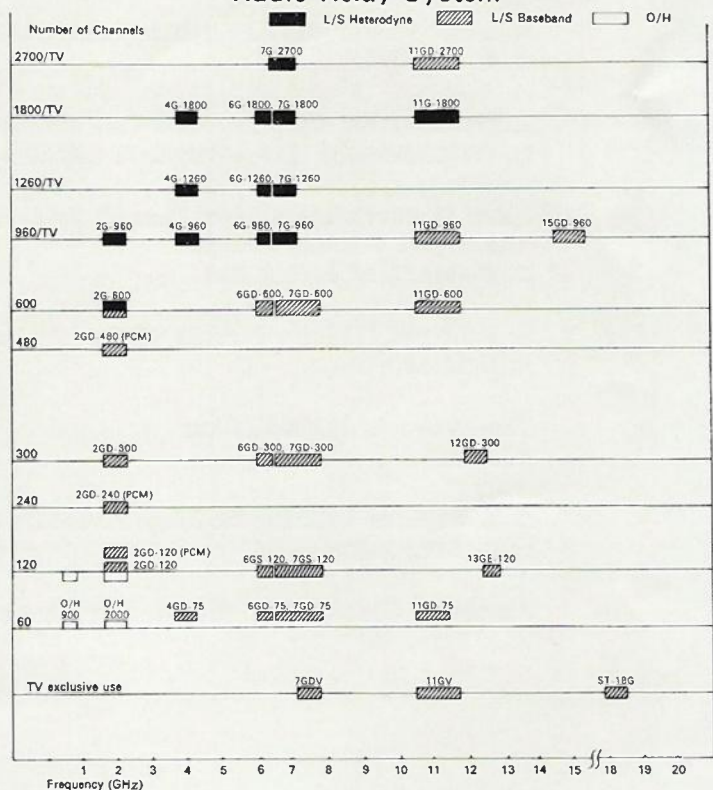 Radio Relay System
Number of Channels
L/S Heterodyne L/S Baseband O/H
7G-2700 11GD-2700
2700/TV
4G-1800 6G-1800, 7G-1800 11G-1800
1800/TV
4G-1260 6G-1260, 7G-1260
1260/TV
2G-960 4G-960 6G-960, 7G-960 11GD-960 15GD-960
960/TV
2G-600 6GD-600, 7GD-600 11GD-600
600
2GD-480 (PCM)
480
2GD-300 6GD-300, 7GD-300 12GD-300
300
2GD-240 (PCM)
240
2GD-120 (PCM)
2GD-120 6GS-120, 7GS-120 13GE-120
120
O/H 900 O/H 2000 4GD-75 6GD-75, 7GD-75 11GD-75
60
TV exclusive use 7GDV 11GV ST-18G
1 2 3 4 5 6 7 8 9 10 11 12 13 14 15 18 19 20
Frequency (GHz)